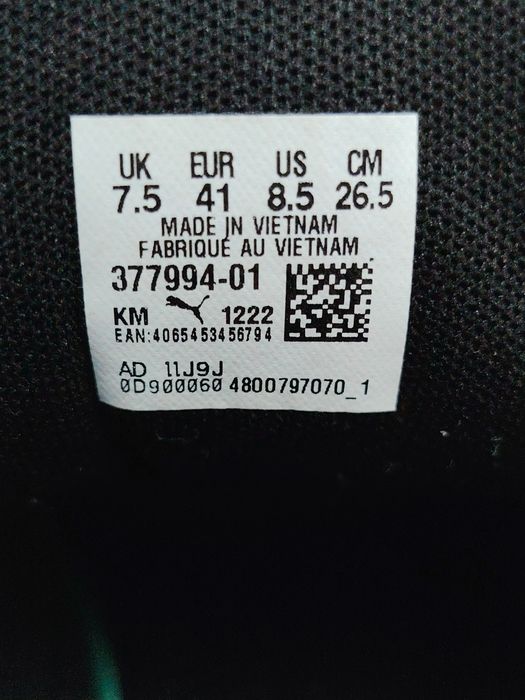 UK EUR US CM
7.5 41 8.5 26.5
MADE IN VIETNAM
FABRIQUÉ AU VIETNAM
377994-01
KM 1222
EAN:4065453456794
AD 11J9J
0D900060 4800797070_1